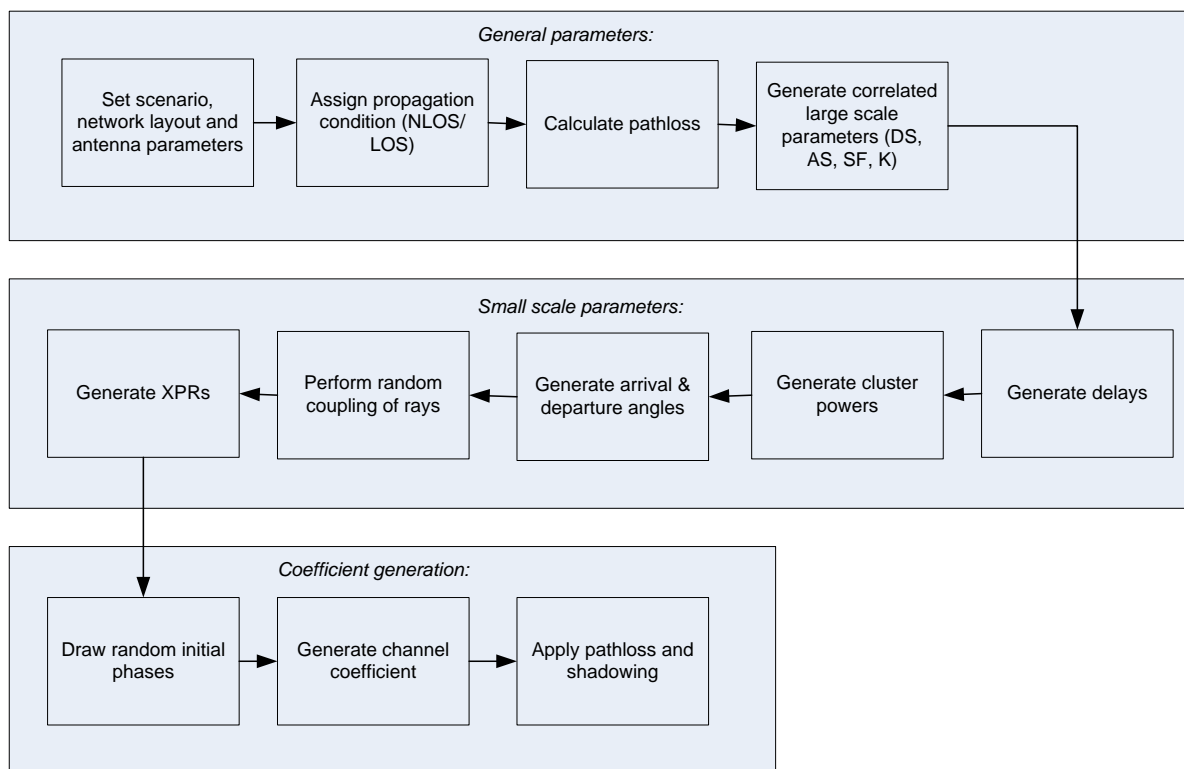 General parameters:
Set scenario,
network layout and
antenna parameters
Assign propagation
condition (NLOS/
LOS)
Calculate pathloss
Generate correlated
large scale
parameters (DS,
AS, SF, K)
Small scale parameters:
Generate XPRs
Perform random
coupling of rays
Generate arrival &
departure angles
Generate cluster
powers
Generate delays
Coefficient generation:
Draw random initial
phases
Generate channel
coefficient
Apply pathloss and
shadowing